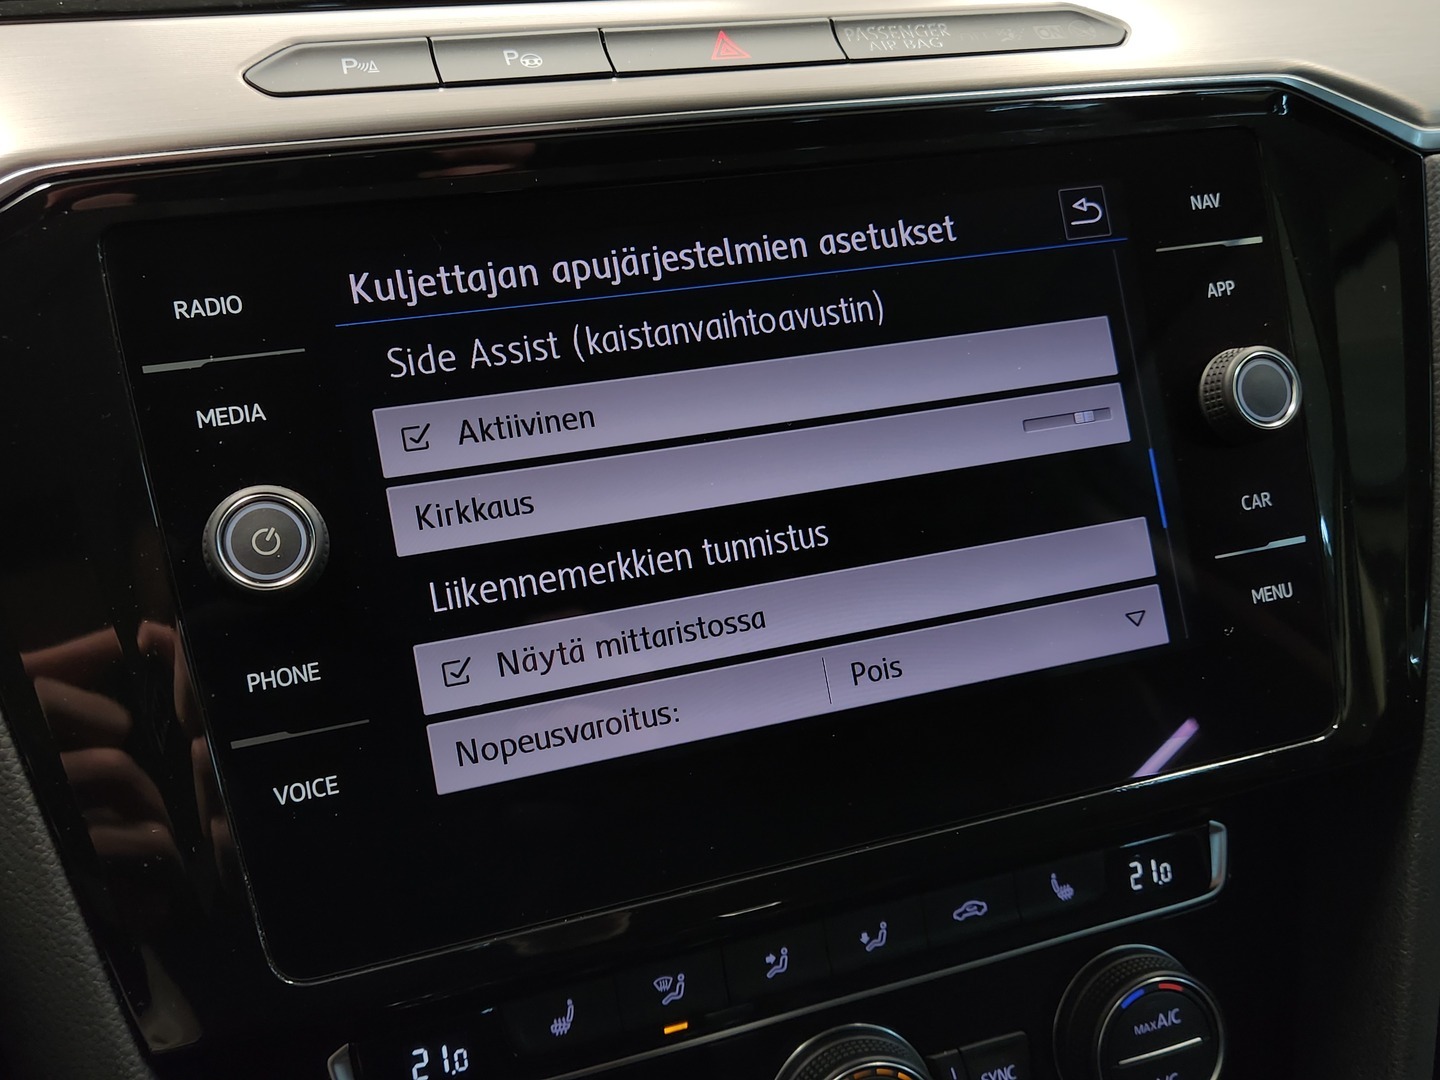 P
P
PASSENGER
AIR BAG
Kuljettajan apujärjestelmien asetukset
Side Assist (kaistanvaihtoavustin)
Aktiivinen
Kirkkaus
Liikennemerkkien tunnistus
Näytä mittaristossa
Nopeusvaroitus: Pois
RADIO
MEDIA
PHONE
VOICE
NAV
APP
CAR
MENU
21.0
21.0
MAX A/C
SYNC